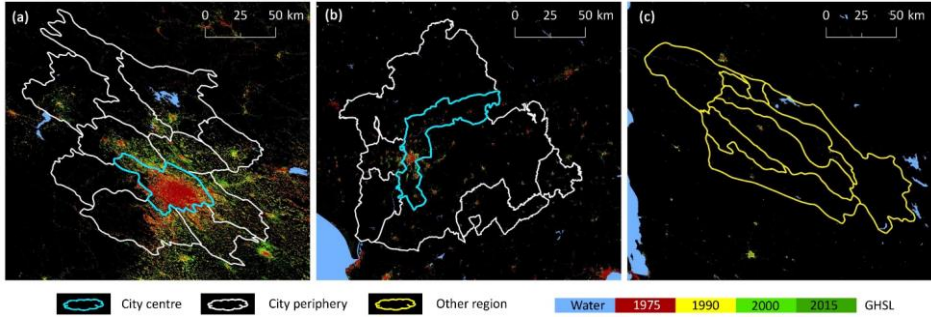 (a)
0 25 50 km
(b)
0 25 50 km
(c)
0 25 50 km
City centre
City periphery
Other region
Water 1975 1990 2000 2015 GHSL